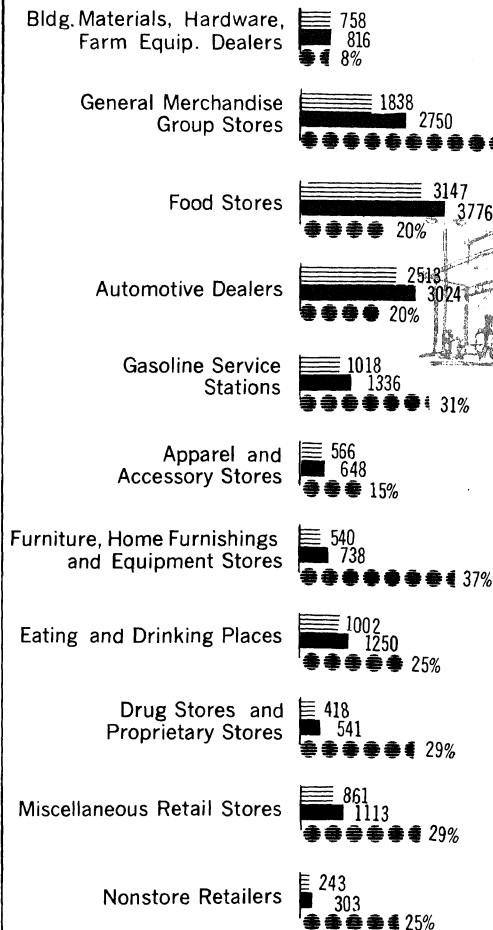 Bldg. Materials, Hardware,
Farm Equip. Dealers
758
816
8%
General Merchandise
Group Stores
1838
2750
Food Stores
3147
3776
20%
Automotive Dealers
2513
3024
20%
Gasoline Service
Stations
1018
1336
31%
Apparel and
Accessory Stores
566
648
15%
Furniture, Home Furnishings
and Equipment Stores
540
738
37%
Eating and Drinking Places
1002
1250
25%
Drug Stores and
Proprietary Stores
418
541
29%
Miscellaneous Retail Stores
861
1113
29%
Nonstore Retailers
243
303
25%